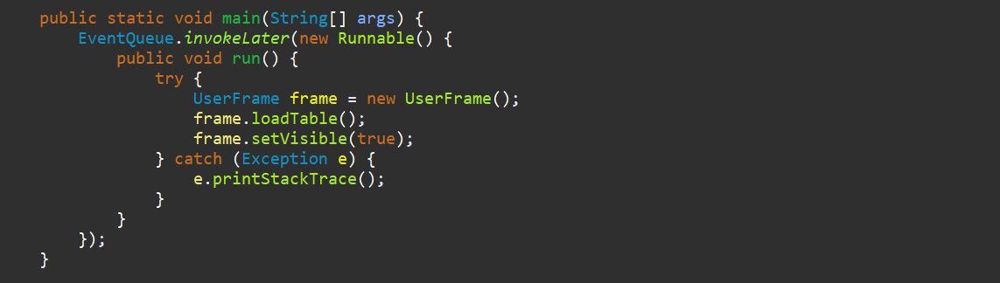 public static void main(String[] args) {
    EventQueue.invokeLater(new Runnable() {
        public void run() {
            try {
                UserFrame frame = new UserFrame();
                frame.loadTable();
                frame.setVisible(true);
            } catch (Exception e) {
                e.printStackTrace();
            }
        }
    });
}